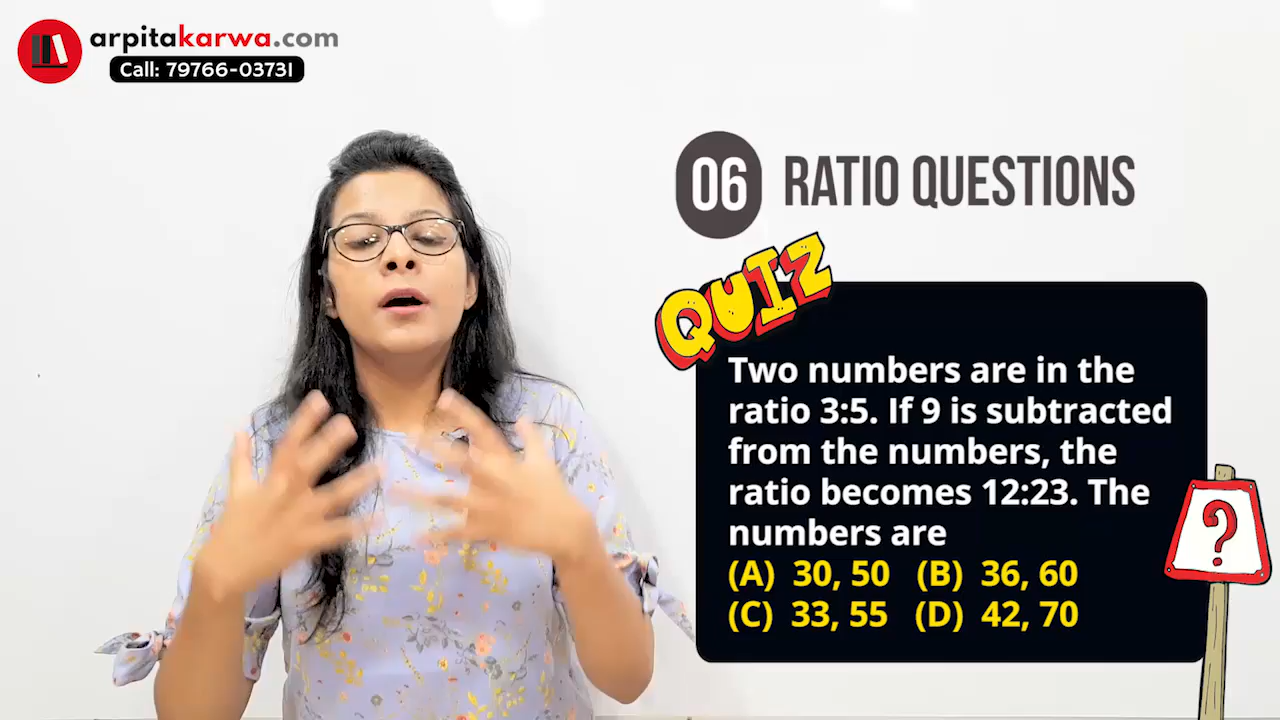 arpitakarwa.com
Call: 79766-03731
06 RATIO QUESTIONS
QUIZ
Two numbers are in the
ratio 3:5. If 9 is subtracted
from the numbers, the
ratio becomes 12:23. The
numbers are
(A) 30, 50 (B) 36, 60
(C) 33, 55 (D) 42, 70
?